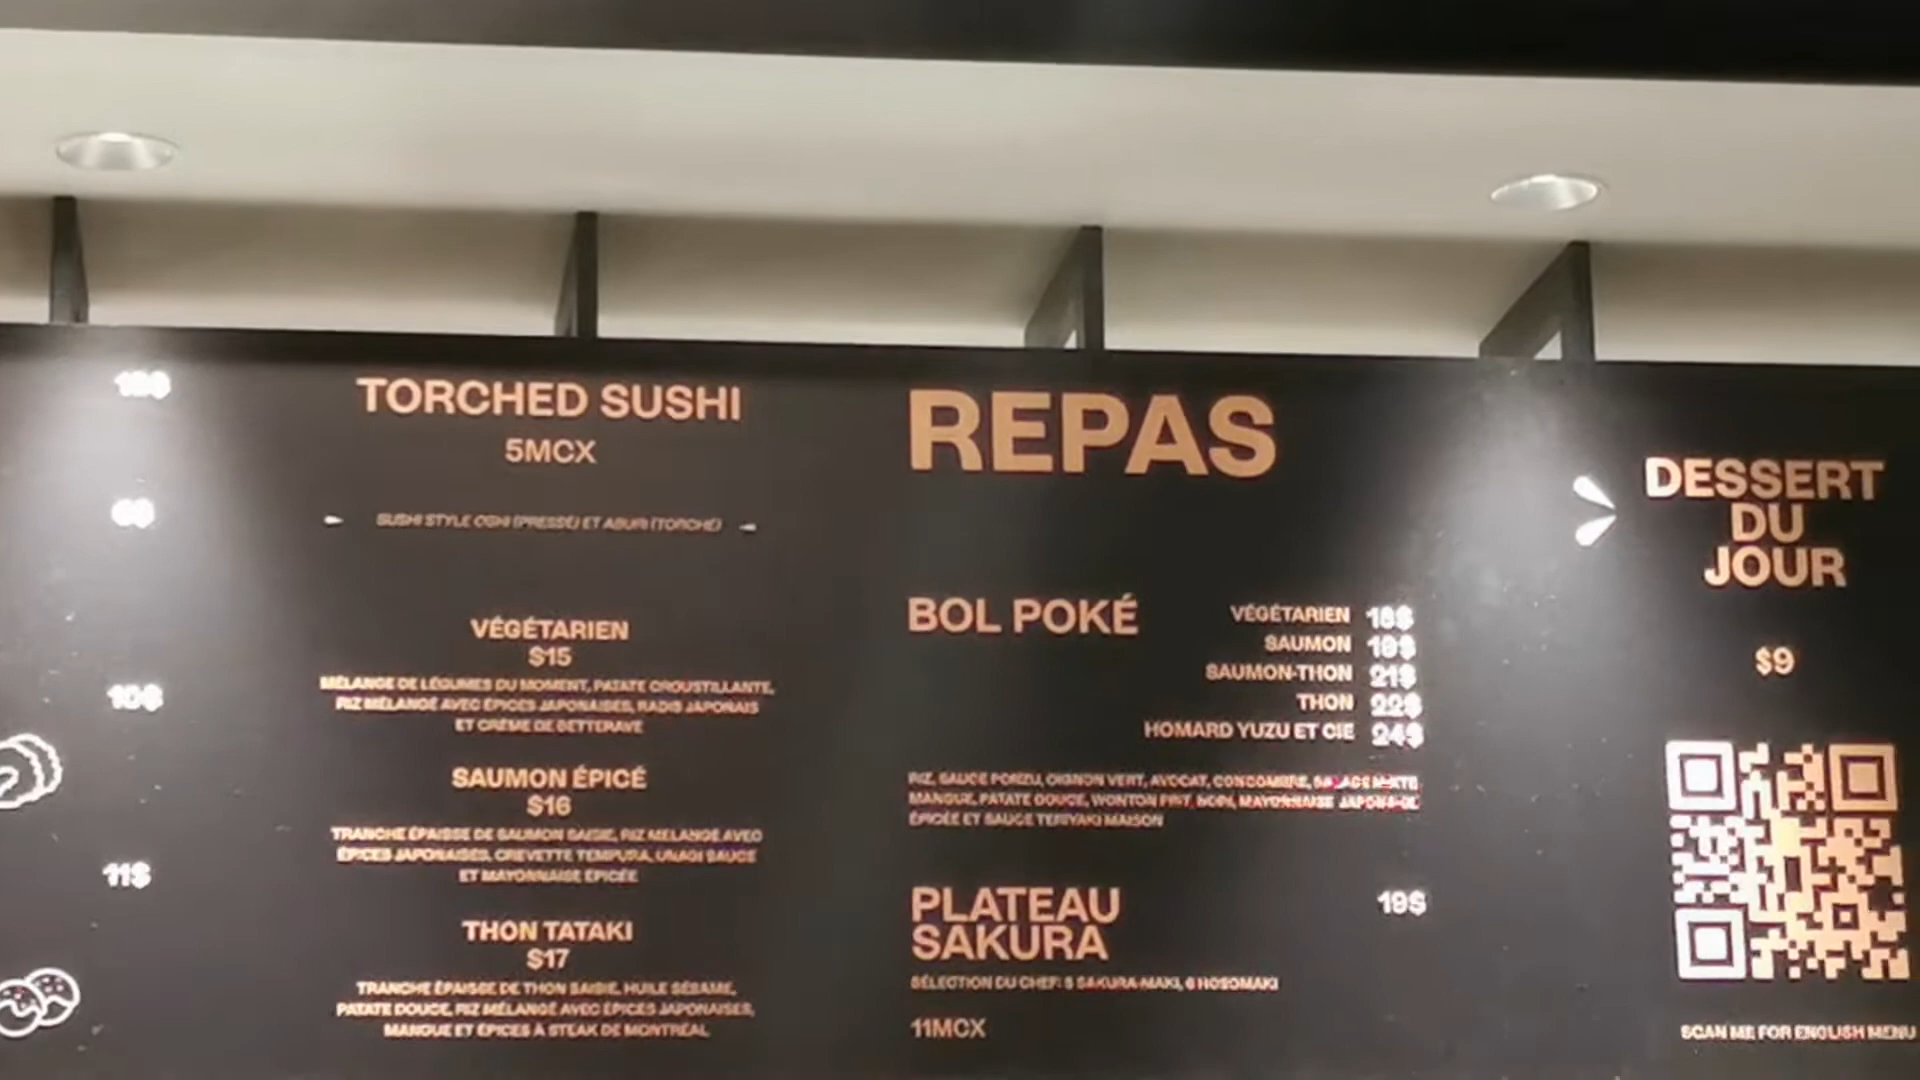 10$
11$
TORCHED SUSHI
5MCX
SUSHI STYLE OSHI (PRESSÉ) ET ABURI (TORCHÉ)
VÉGÉTARIEN
$15
MÉLANGE DE LÉGUMES DU MOMENT, PATATE CROUSTILLANTE,
RIZ MÉLANGÉ AVEC ÉPICES JAPONAISES, RADIS JAPONAIS
ET CRÈME DE BETTERAVE
SAUMON ÉPICÉ
$16
TRANCHE ÉPAISSE DE SAUMON SAISIE, RIZ MÉLANGÉ AVEC
ÉPICES JAPONAISES, CREVETTE TEMPURA, UNAGI SAUCE
ET MAYONNAISE ÉPICÉE
THON TATAKI
$17
TRANCHE ÉPAISSE DE THON SAISIE, HUILE SÉSAME,
PATATE DOUCE, RIZ MÉLANGÉ AVEC ÉPICES JAPONAISES,
MANGUE ET ÉPICES À STEAK DE MONTRÉAL
REPAS
BOL POKÉ
VÉGÉTARIEN 18$
SAUMON 19$
SAUMON-THON 21$
THON 22$
HOMARD YUZU ET CIE 24$
RIZ, SAUCE PONZU, OIGNON VERT, AVOCAT, CONCOMBRE,
MANGUE, PATATE DOUCE, WONTON FRIT, MAYONNAISE JAPONAISE
ÉPICÉE ET SAUCE TERIYAKI MAISON
PLATEAU
SAKURA
19$
SÉLECTION DU CHEF: 5 SAKURA-MAKI, 6 HOSOMAKI
11MCX
DESSERT
DU
JOUR
$9
SCAN ME FOR ENGLISH MENU